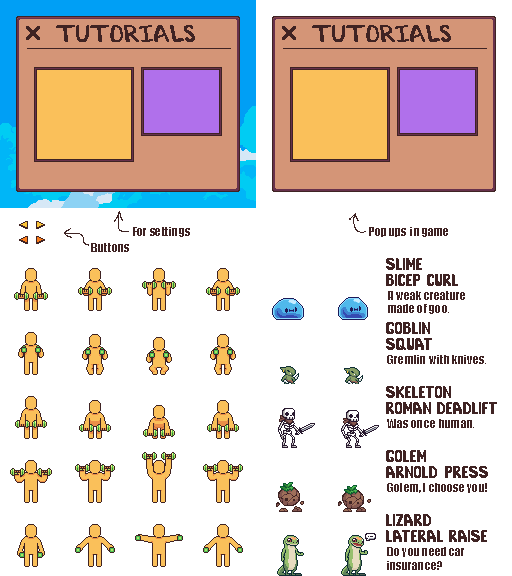 TUTORIALS
TUTORIALS
For settings
Buttons
Pop ups in game
SLIME
BICEP CURL
A weak creature
made of goo.
GOBLIN
SQUAT
Gremlin with knives.
SKELETON
ROMAN DEADLIFT
Was once human.
GOLEM
ARNOLD PRESS
Golem, I choose you!
LIZARD
LATERAL RAISE
Do you need car
insurance?